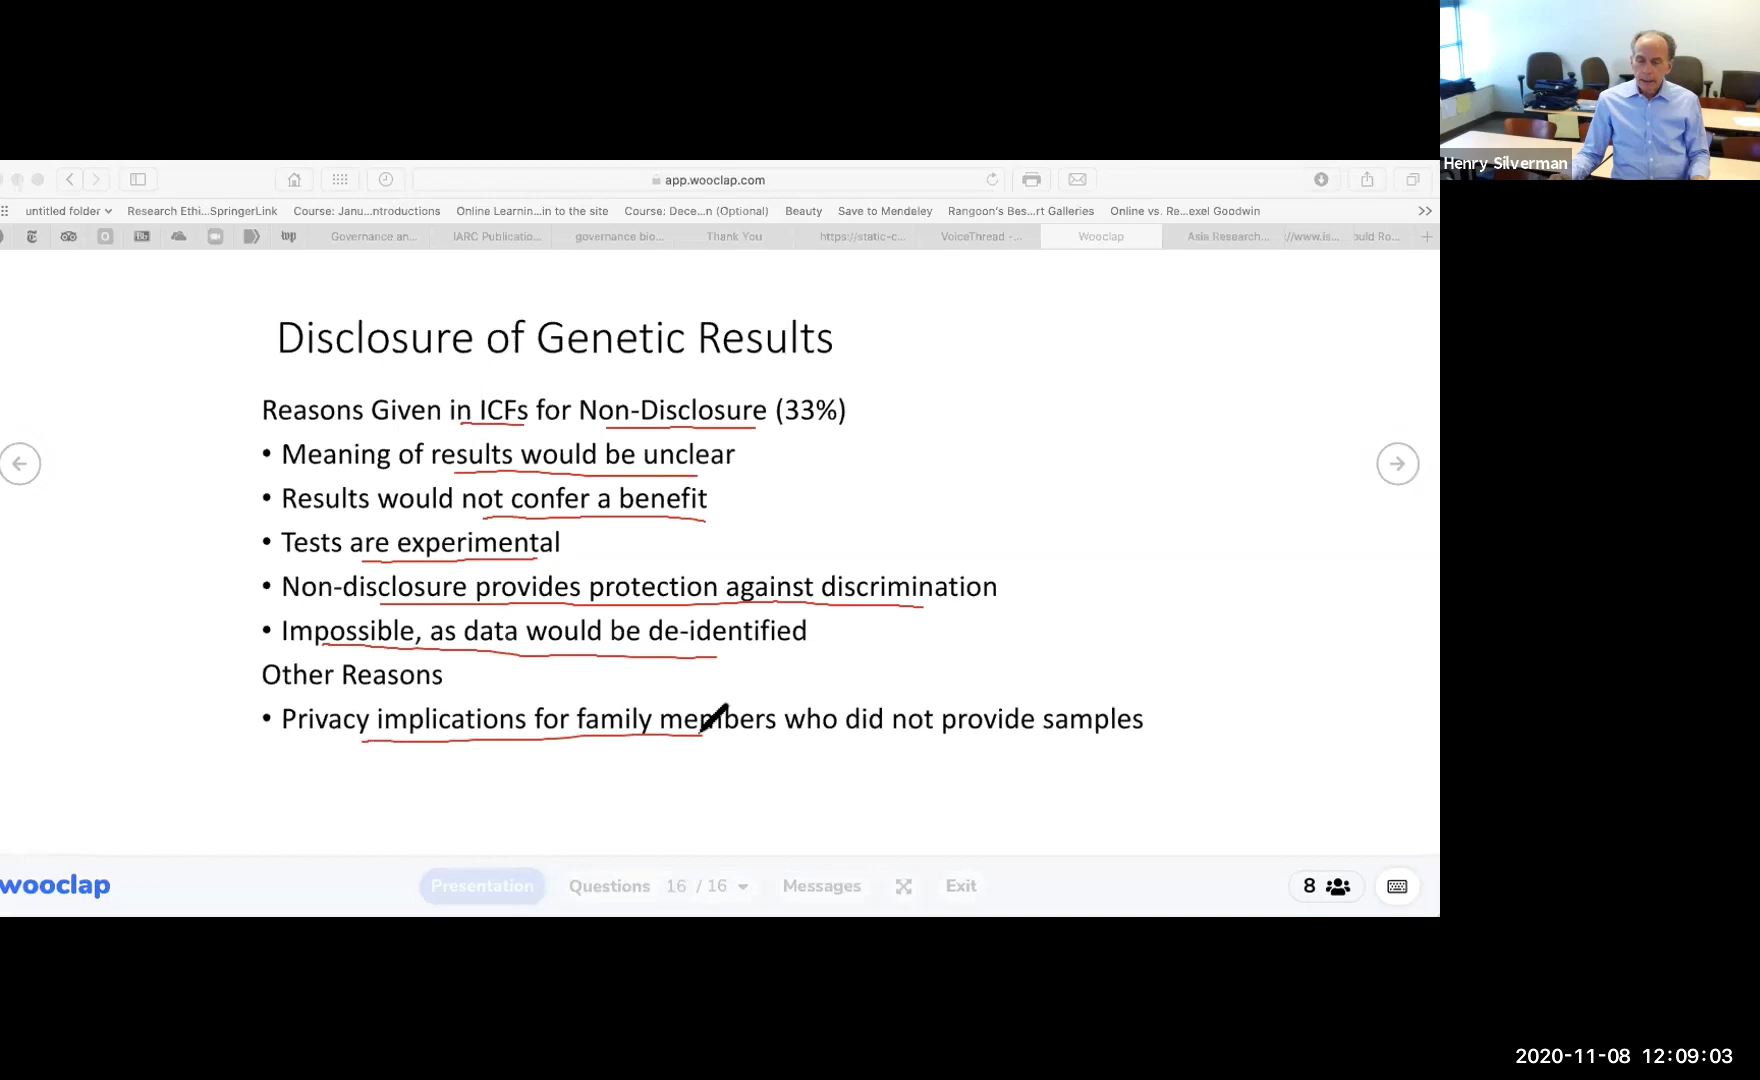 Henry Silverman
app.wooclap.com
untitled folder
Research Ethi...SpringerLink
Course: Janu...ntroductions
Online Learnin...in to the site
Course: Dece...n (Optional)
Beauty
Save to Mendeley
Rangoon's Bes...rt Galleries
Online vs. Re...exel Goodwin
Governance an...
IARC Publicatio...
governance bio...
Thank You
https://static-c...
VoiceThread -...
Wooclap
Asia Research...
//www.is...
ould Ro...
Disclosure of Genetic Results
Reasons Given in ICFs for Non-Disclosure (33%)
• Meaning of results would be unclear
• Results would not confer a benefit
• Tests are experimental
• Non-disclosure provides protection against discrimination
• Impossible, as data would be de-identified
Other Reasons
• Privacy implications for family members who did not provide samples
wooclap
Presentation
Questions 16 / 16
Messages
Exit
8
2020-11-08 12:09:03